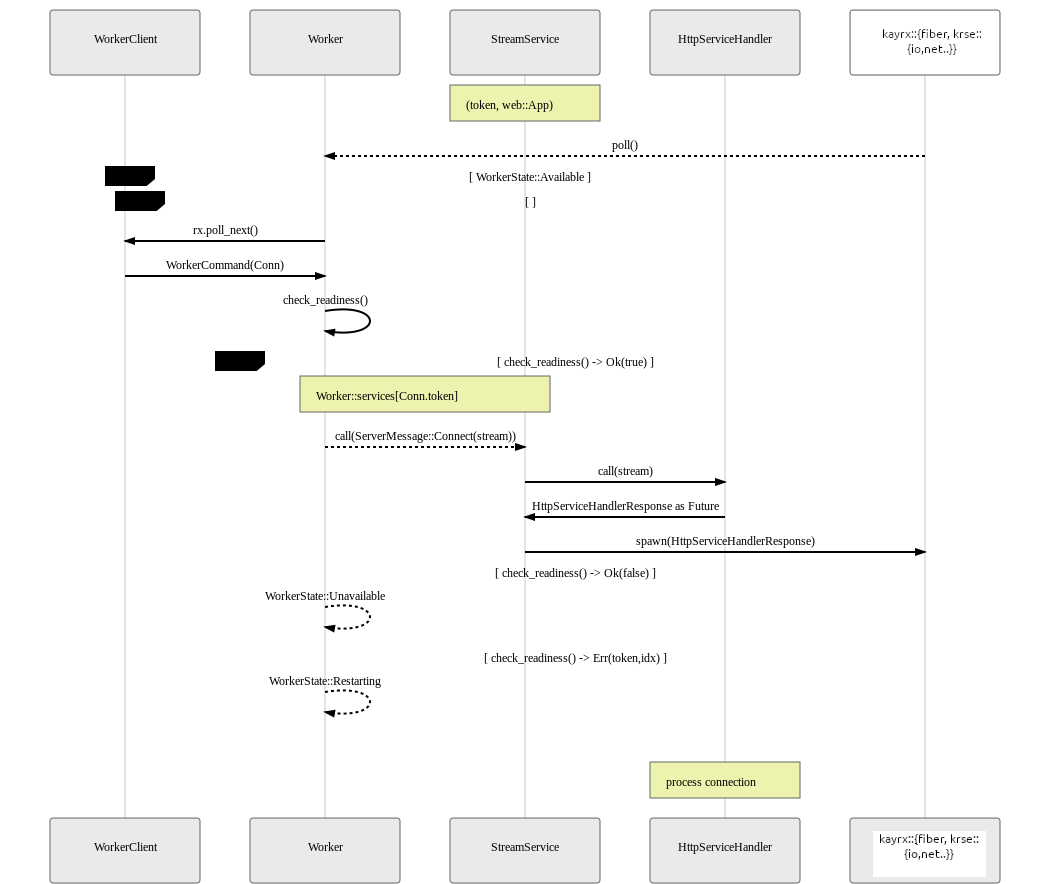 WorkerClient
Worker
StreamService
HttpServiceHandler
kayrx::{fiber, krse::
{io,net..}}
(token, web::App)
poll()
[ WorkerState::Available ]
[ ]
rx.poll_next()
WorkerCommand(Conn)
check_readiness()
[ check_readiness() -> Ok(true) ]
Worker::services[Conn.token]
call(ServerMessage::Connect(stream))
call(stream)
HttpServiceHandlerResponse as Future
spawn(HttpServiceHandlerResponse)
[ check_readiness() -> Ok(false) ]
WorkerState::Unavailable
[ check_readiness() -> Err(token,idx) ]
WorkerState::Restarting
process connection
WorkerClient
Worker
StreamService
HttpServiceHandler
kayrx::{fiber, krse::
{io,net..}}